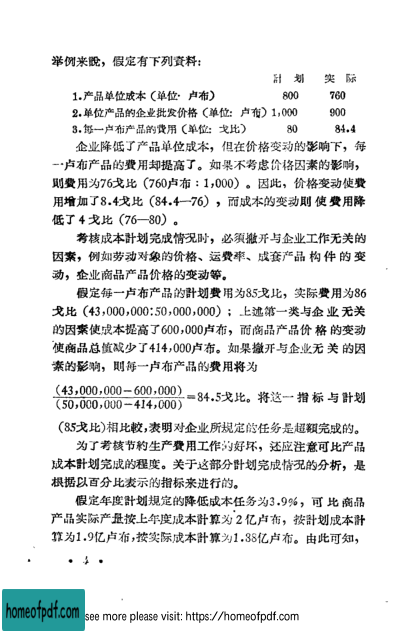 举例来說，假定有下列資料：
計 划 实 际
1.产品单位成本（单位：卢布） 800 760
2.单位产品的企业批发价格（单位：卢布）1,000 900
3.每一卢布产品的費用（单位：戈比） 80 84.4
企业降低了产品单位成本，但在价格变动的影响下，每
一卢布产品的費用却提高了。如果不考虑价格因素的影响，
則費用为76戈比（760卢布：1,000）。因此，价格变动使費
用增加了8.4戈比（84.4—76），而成本的变动則使費用降
低了4戈比（76—80）。
考核成本計划完成情况时，必須撇开与企业工作无关的
因素，例如劳动对象的价格、运費率、成套产品构件的变
动，企业商品产品价格的变动等。
假定每一卢布产品的計划費用为85戈比，实际費用为86
戈比（43,000,000:50,000,000）；上述第一类与企业无关
的因素使成本提高了600,000卢布，而商品产品价格的变动
使商品总值减少了414,000卢布。如果撇开与企业无关的因
素的影响，則每一卢布产品的費用将为
(43,000,000－600,000)
(50,000,000－414,000)
＝84.5戈比。将这一指标与計划
(85戈比)相比較，表明对企业所規定的任务是超額完成的。
为了考核节約生产費用工作的好坏，还应注意可比产品
成本計划完成的程度。关于这部分計划完成情况的分析，是
根据以百分比表示的指标来进行的。
假定年度計划規定的降低成本任务为3.9％，可比商品
产品实际产量按上年度成本計算为2亿卢布，按計划成本計
算为1.9亿卢布，按实际成本計算为1.88亿卢布。由此可知，
• 4 •
homeofpdf.com
see more please visit: https://homeofpdf.com